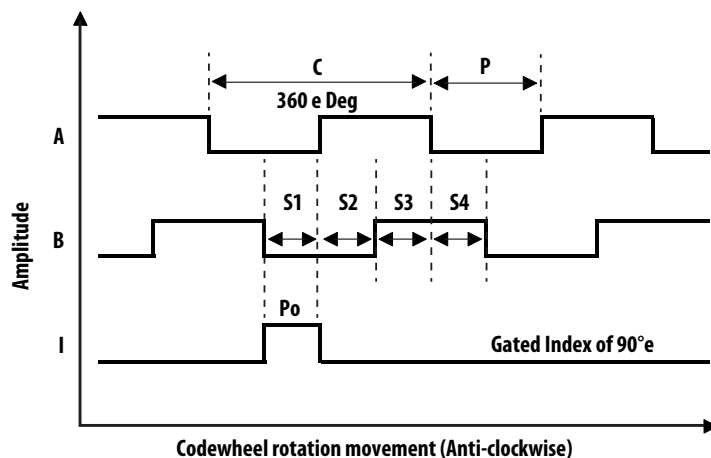 C
P
360 e Deg
A
S1 S2 S3 S4
B
Amplitude
Po
I
Gated Index of 90°e
Codewheel rotation movement (Anti-clockwise)